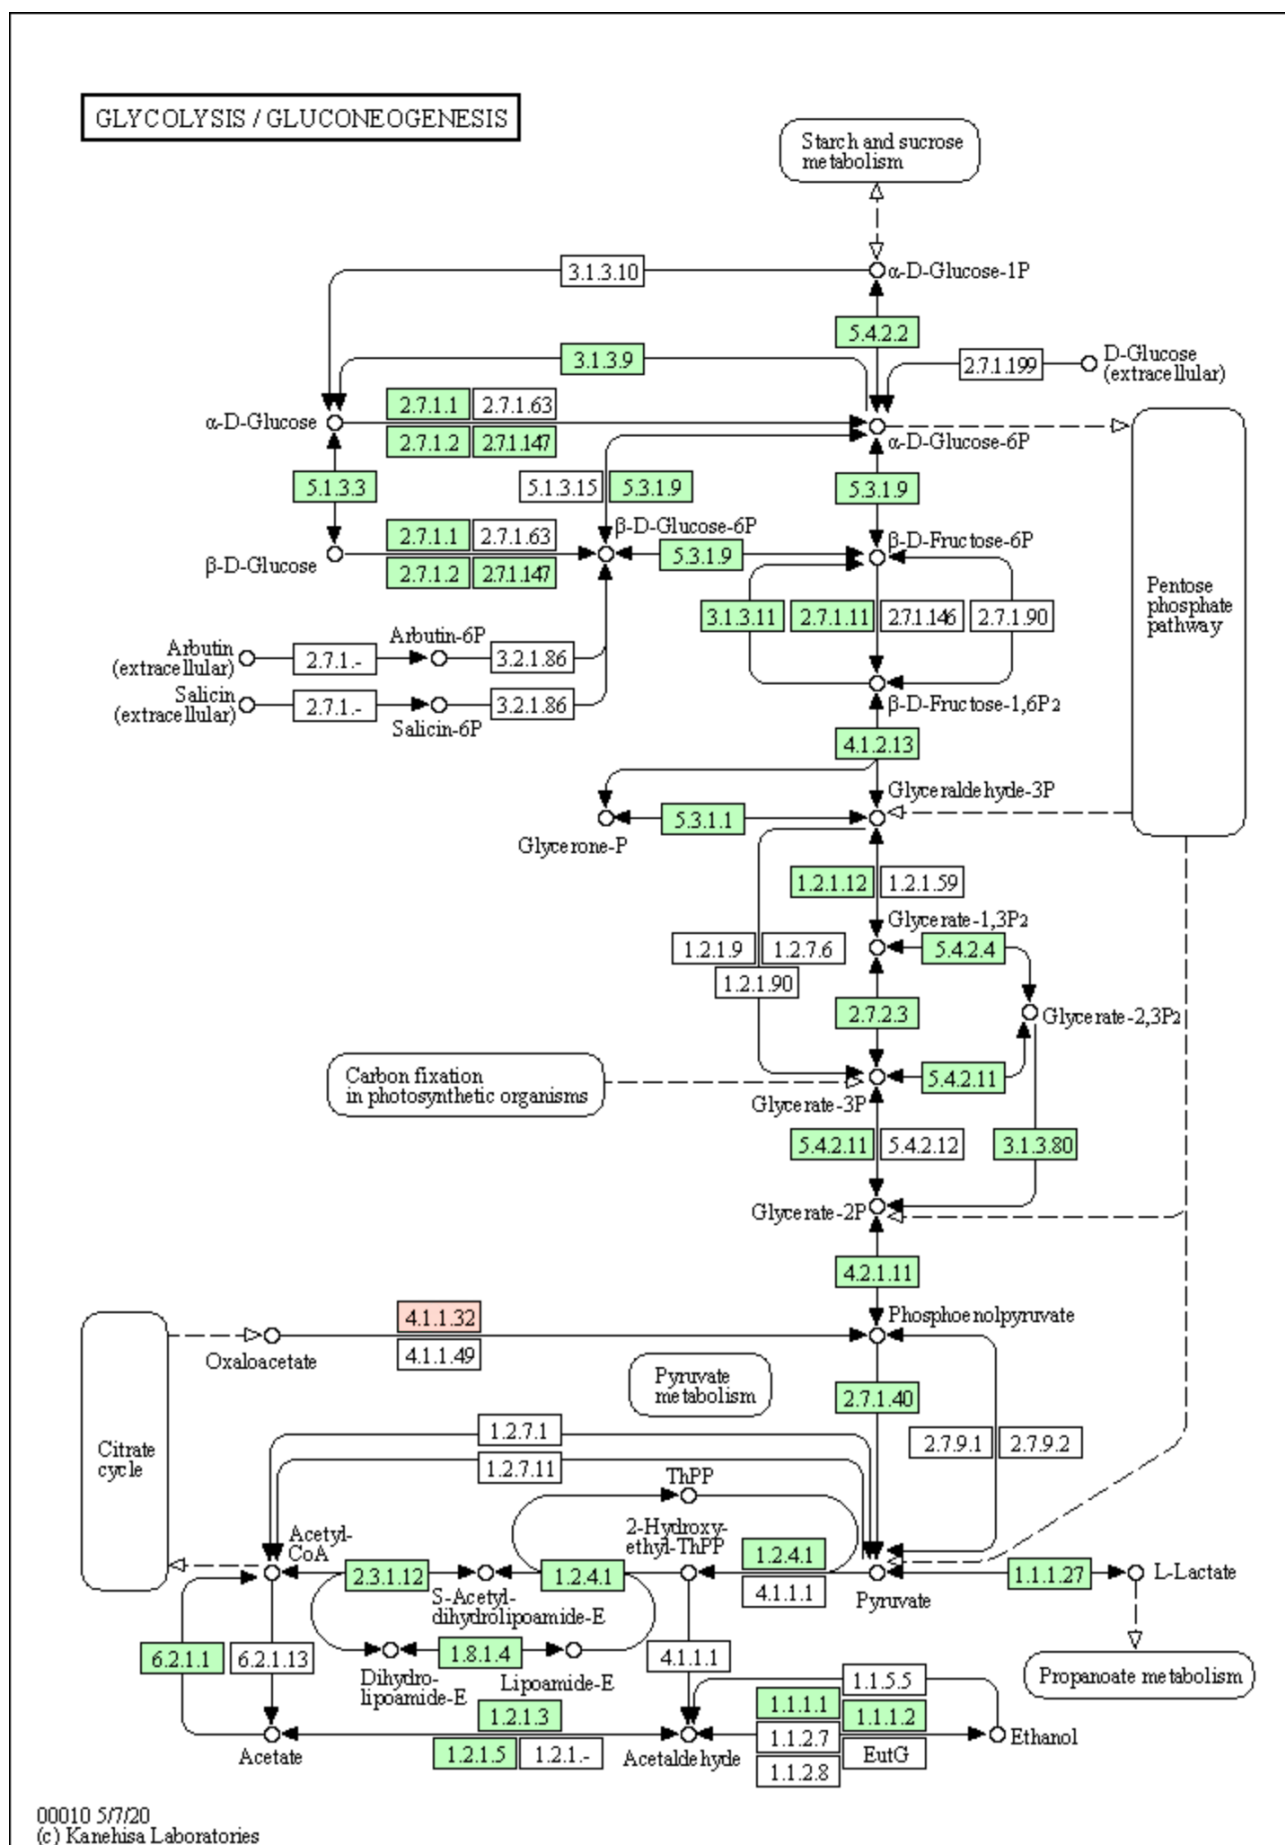 GLYCOLYSIS / GLUCONEOGENESIS
Starch and sucrose
metabolism
3.1.3.10
α-D-Glucose-1P
5.4.2.2
3.1.3.9
2.7.1.199
D-Glucose
(extracellular)
2.7.1.1
2.7.1.63
α-D-Glucose
2.7.1.2
2.7.1.147
α-D-Glucose-6P
5.1.3.3
5.1.3.15
5.3.1.9
5.3.1.9
2.7.1.1
2.7.1.63
β-D-Glucose-6P
β-D-Fructose-6P
β-D-Glucose
2.7.1.2
2.7.1.147
5.3.1.9
Pentose
phosphate
pathway
3.1.3.11
2.7.1.11
2.7.1.146
2.7.1.90
Arbutin
(extracellular)
2.7.1.-
Arbutin-6P
3.2.1.86
Salicin
(extracellular)
2.7.1.-
Salicin-6P
3.2.1.86
β-D-Fructose-1,6P2
4.1.2.13
Glyceraldehyde-3P
5.3.1.1
Glycerone-P
1.2.1.12
1.2.1.59
Glycerate-1,3P2
1.2.1.9
1.2.7.6
1.2.1.90
5.4.2.4
2.7.2.3
Glycerate-2,3P2
Carbon fixation
in photosynthetic organisms
5.4.2.11
Glycerate-3P
5.4.2.11
5.4.2.12
3.1.3.80
Glycerate-2P
4.2.1.11
4.1.1.32
Phosphoenolpyruvate
Oxaloacetate
4.1.1.49
Pyruvate
metabolism
2.7.1.40
Citrate
cycle
1.2.7.1
2.7.9.1
2.7.9.2
1.2.7.11
ThPP
Acetyl-
CoA
2-Hydroxy-
ethyl-ThPP
1.2.4.1
2.3.1.12
1.2.4.1
1.1.1.27
L-Lactate
S-Acetyl-
dihydrolipoamide-E
4.1.1.1
Pyruvate
6.2.1.1
6.2.1.13
1.8.1.4
4.1.1.1
Dihydro-
lipoamide-E
Lipoamide-E
1.1.5.5
Propanoate metabolism
1.2.1.3
1.1.1.1
1.1.1.2
Acetate
1.2.1.5
1.2.1.-
Acetaldehyde
1.1.2.7
EutG
Ethanol
1.1.2.8
00010 5/7/20
(c) Kanehisa Laboratories